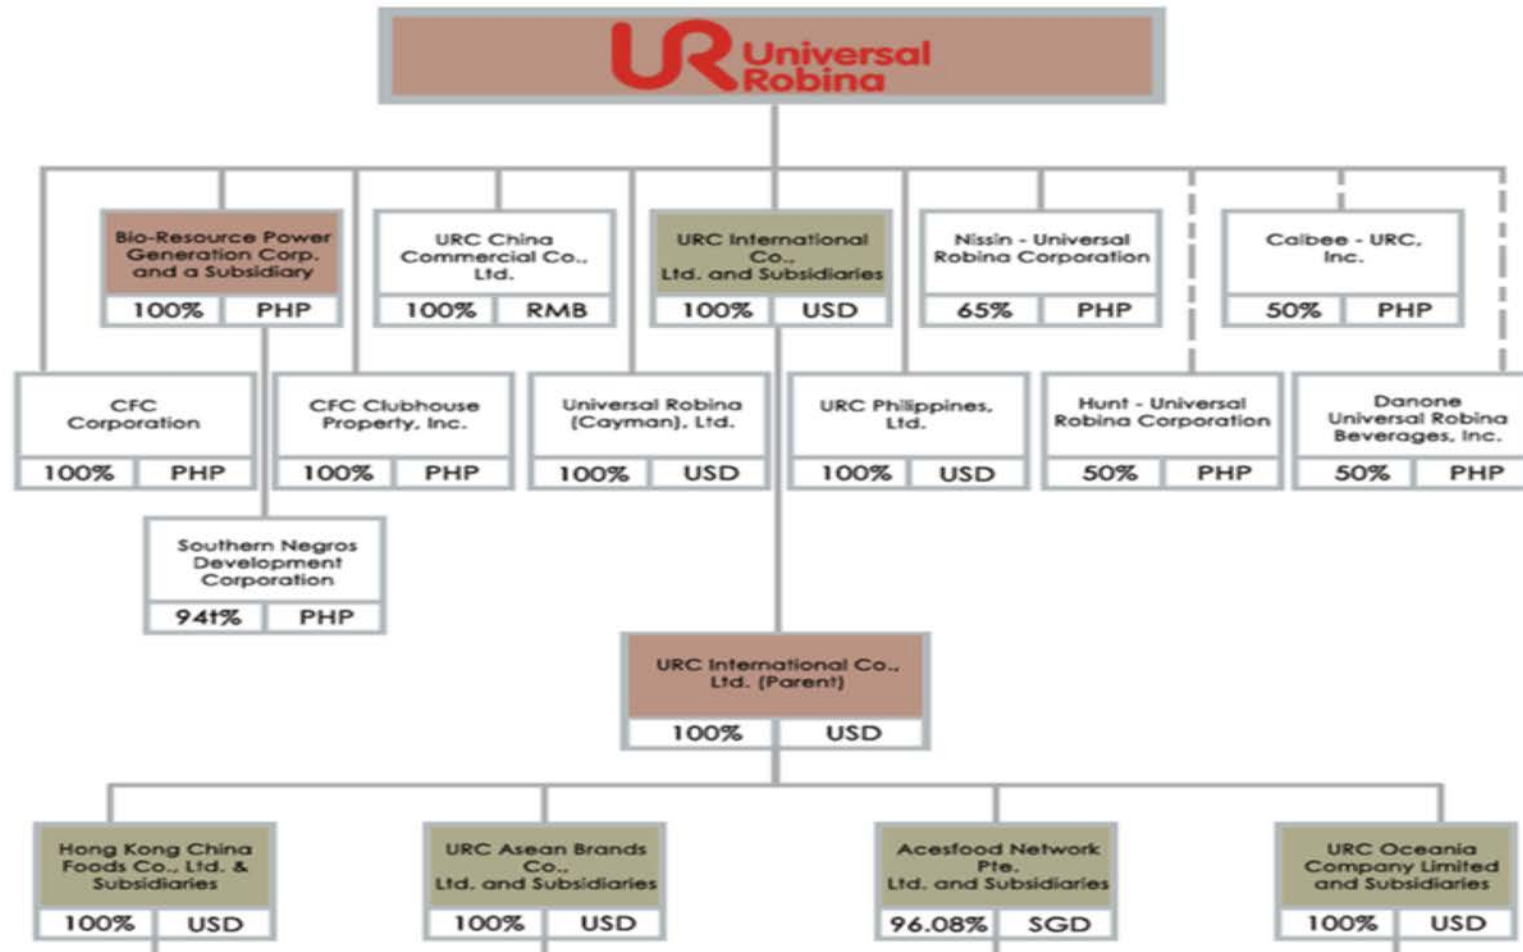 UR Universal
Robina
Bio-Resource Power
Generation Corp.
and a Subsidiary
100% PHP
URC China
Commercial Co.,
Ltd.
100% RMB
URC International
Co.,
Ltd. and Subsidiaries
100% USD
Nissin - Universal
Robina Corporation
65% PHP
Calbee - URC,
Inc.
50% PHP
CFC
Corporation
100% PHP
CFC Clubhouse
Property, Inc.
100% PHP
Universal Robina
(Cayman), Ltd.
100% USD
URC Philippines,
Ltd.
100% USD
Hunt - Universal
Robina Corporation
50% PHP
Danone
Universal Robina
Beverages, Inc.
50% PHP
Southern Negros
Development
Corporation
94t% PHP
URC International Co.,
Ltd. (Parent)
100% USD
Hong Kong China
Foods Co., Ltd. &
Subsidiaries
100% USD
URC Asean Brands
Co.,
Ltd. and Subsidiaries
100% USD
Acesfood Network
Pte.
Ltd. and Subsidiaries
96.08% SGD
URC Oceania
Company Limited
and Subsidiaries
100% USD